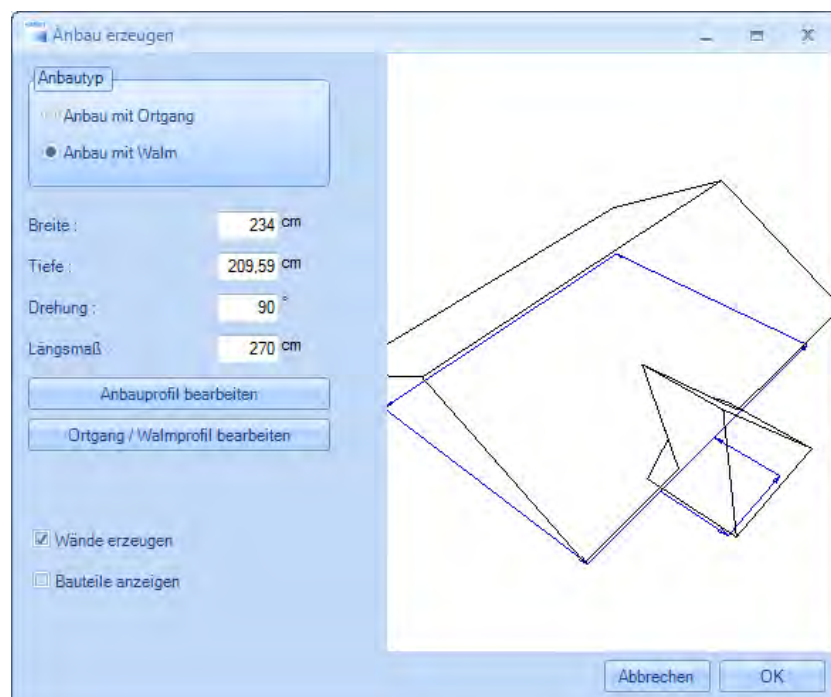 Anbau erzeugen
Anbautyp
Anbau mit Ortgang
Anbau mit Walm
Breite : 234 cm
Tiefe : 209,59 cm
Drehung : 90 °
Längsmaß : 270 cm
Anbauprofil bearbeiten
Ortgang / Walmprofil bearbeiten
Wände erzeugen
Bauteile anzeigen
Abbrechen OK